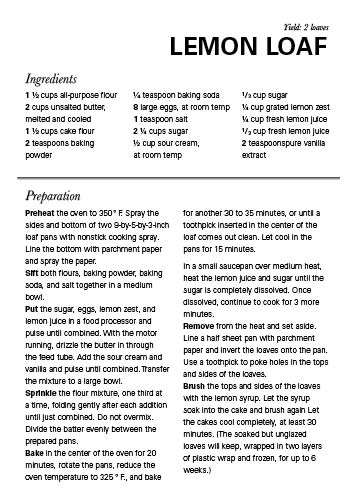 Yield: 2 loaves
LEMON LOAF
Ingredients
1 ½ cups all-purpose flour
2 cups unsalted butter,
melted and cooled
1 ½ cups cake flour
2 teaspoons baking
powder
¼ teaspoon baking soda
8 large eggs, at room temp
1 teaspoon salt
2 ¼ cups sugar
½ cup sour cream,
at room temp
1/3 cup sugar
¼ cup grated lemon zest
¼ cup fresh lemon juice
1/3 cup fresh lemon juice
2 teaspoonspure vanilla
extract
Preparation
Preheat the oven to 350° F. Spray the
sides and bottom of two 9-by-5-by-3-inch
loaf pans with nonstick cooking spray.
Line the bottom with parchment paper
and spray the paper.
Sift both flours, baking powder, baking
soda, and salt together in a medium
bowl.
Put the sugar, eggs, lemon zest, and
lemon juice in a food processor and
pulse until combined. With the motor
running, drizzle the butter in through
the feed tube. Add the sour cream and
vanilla and pulse until combined.Transfer
the mixture to a large bowl.
Sprinkle the flour mixture, one third at
a time, folding gently after each addition
until just combined. Do not overmix.
Divide the batter evenly between the
prepared pans.
Bake in the center of the oven for 20
minutes, rotate the pans, reduce the
oven temperature to 325 ° F., and bake
for another 30 to 35 minutes, or until a
toothpick inserted in the center of the
loaf comes out clean. Let cool in the
pans for 15 minutes.
In a small saucepan over medium heat,
heat the lemon juice and sugar until the
sugar is completely dissolved. Once
dissolved, continue to cook for 3 more
minutes.
Remove from the heat and set aside.
Line a half sheet pan with parchment
paper and invert the loaves onto the pan.
Use a toothpick to poke holes in the tops
and sides of the loaves.
Brush the tops and sides of the loaves
with the lemon syrup. Let the syrup
soak into the cake and brush again Let
the cakes cool completely, at least 30
minutes. (The soaked but unglazed
loaves will keep, wrapped in two layers
of plastic wrap and frozen, for up to 6
weeks.)